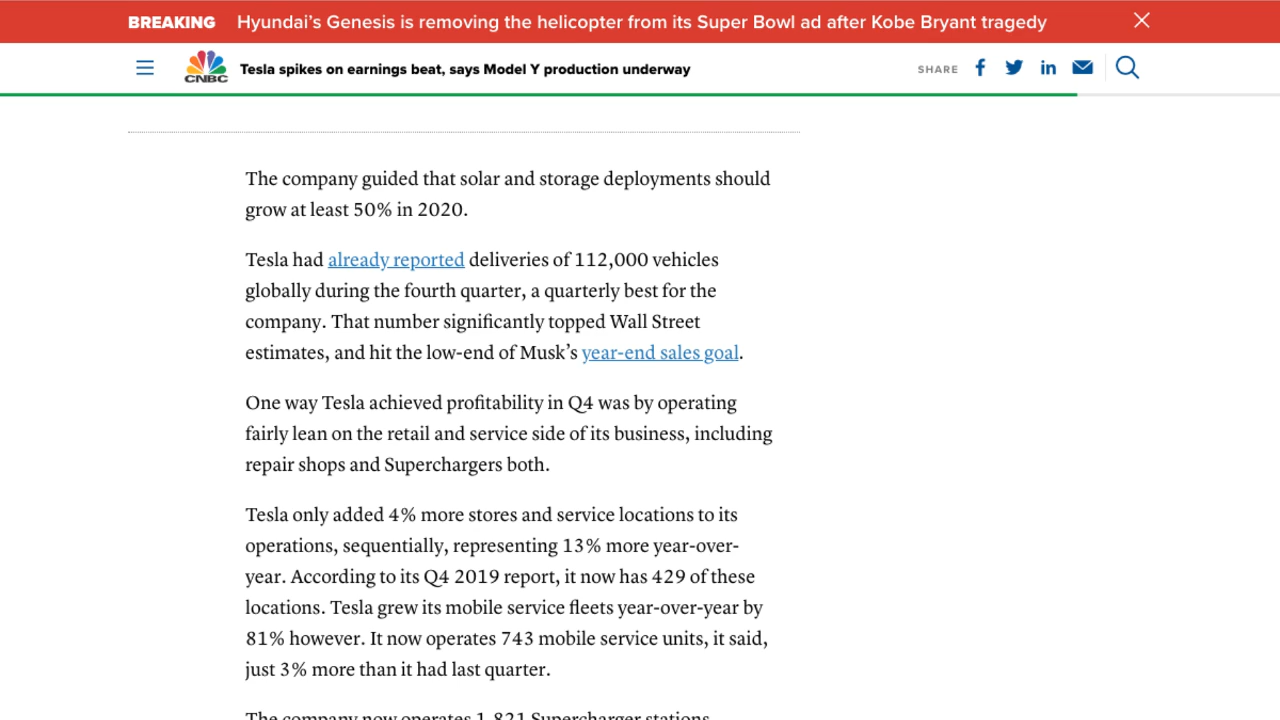 BREAKING Hyundai’s Genesis is removing the helicopter from its Super Bowl ad after Kobe Bryant tragedy
CNBC Tesla spikes on earnings beat, says Model Y production underway SHARE
The company guided that solar and storage deployments should
grow at least 50% in 2020.
Tesla had already reported deliveries of 112,000 vehicles
globally during the fourth quarter, a quarterly best for the
company. That number significantly topped Wall Street
estimates, and hit the low-end of Musk’s year-end sales goal.
One way Tesla achieved profitability in Q4 was by operating
fairly lean on the retail and service side of its business, including
repair shops and Superchargers both.
Tesla only added 4% more stores and service locations to its
operations, sequentially, representing 13% more year-over-
year. According to its Q4 2019 report, it now has 429 of these
locations. Tesla grew its mobile service fleets year-over-year by
81% however. It now operates 743 mobile service units, it said,
just 3% more than it had last quarter.
The company now operates 1,821 Supercharger stations